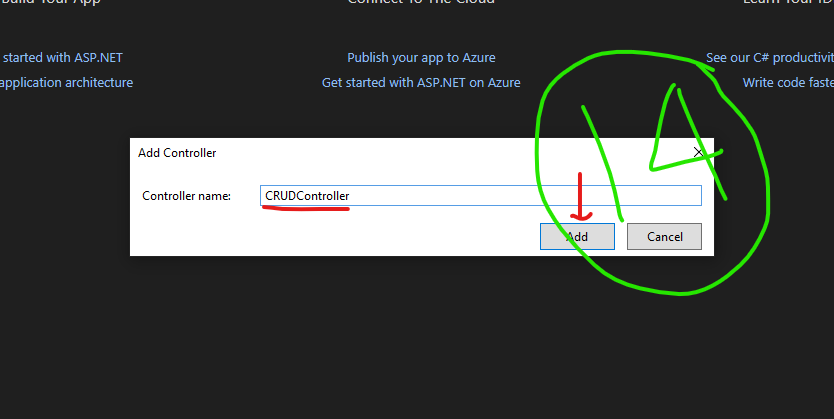 Build Your App Connect To The Cloud Learn Your ID
started with ASP.NET Publish your app to Azure See our C# productivit
application architecture Get started with ASP.NET on Azure Write code faste
14
Add Controller
Controller name: CRUDController
Add Cancel